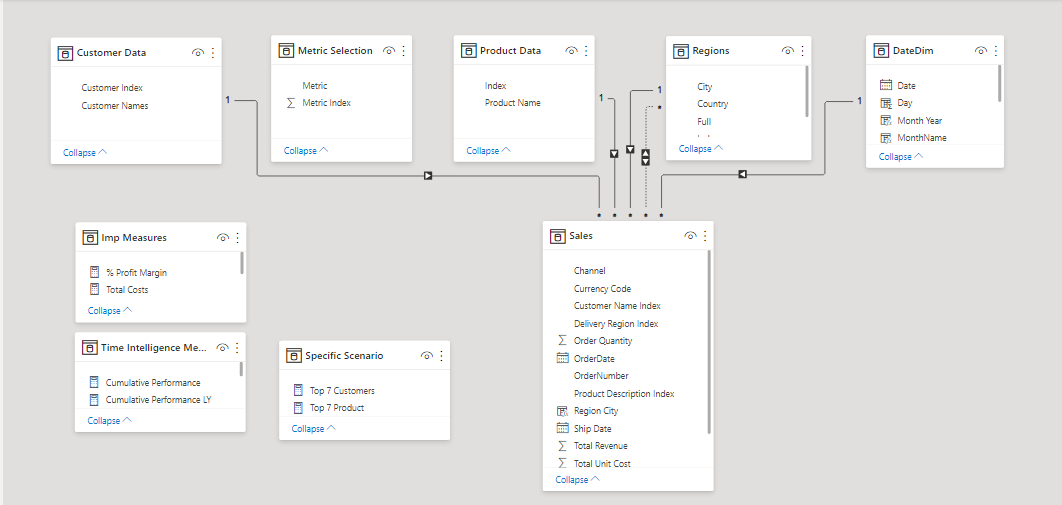 Customer Data
Customer Index
Customer Names
Collapse
Metric Selection
Metric
Metric Index
Collapse
Product Data
Index
Product Name
Collapse
Regions
City
Country
Full
Collapse
DateDim
Date
Day
Month Year
MonthName
Collapse
1
1
1
*
1
* * * * *
Imp Measures
% Profit Margin
Total Costs
Collapse
Time Intelligence Me...
Cumulative Performance
Cumulative Performance LY
Collapse
Specific Scenario
Top 7 Customers
Top 7 Product
Collapse
Sales
Channel
Currency Code
Customer Name Index
Delivery Region Index
Order Quantity
OrderDate
OrderNumber
Product Description Index
Region City
Ship Date
Total Revenue
Total Unit Cost
Collapse